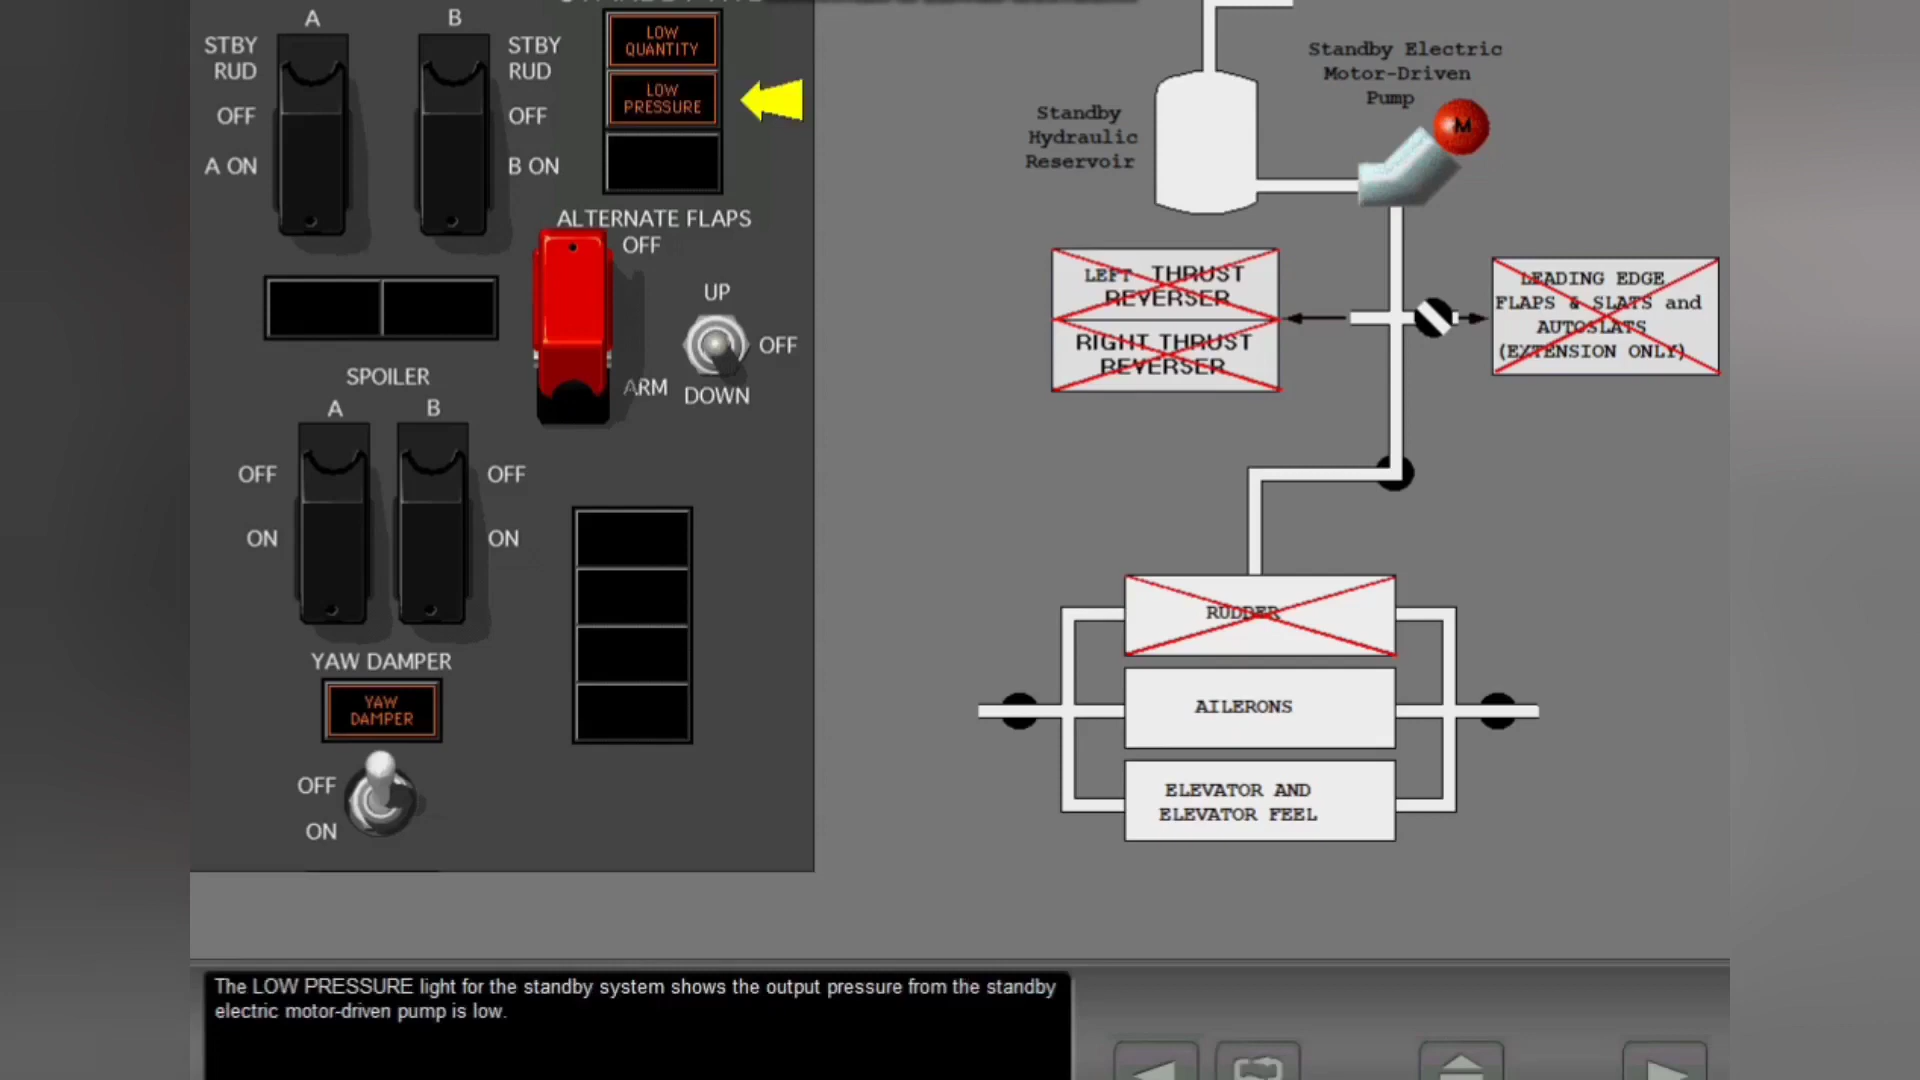 A
B
STBY
RUD
STBY
RUD
OFF
OFF
A ON
B ON
LOW
QUANTITY
LOW
PRESSURE
ALTERNATE FLAPS
OFF
UP
OFF
ARM
DOWN
SPOILER
A
B
OFF
OFF
ON
ON
YAW DAMPER
YAW
DAMPER
OFF
ON
Standby Electric
Motor-Driven
Pump
M
Standby
Hydraulic
Reservoir
LEFT THRUST
REVERSER
RIGHT THRUST
REVERSER
LEADING EDGE
FLAPS & SLATS and
AUTOSLATS
(EXTENSION ONLY)
RUDDER
AILERONS
ELEVATOR AND
ELEVATOR FEEL
The LOW PRESSURE light for the standby system shows the output pressure from the standby
electric motor-driven pump is low.